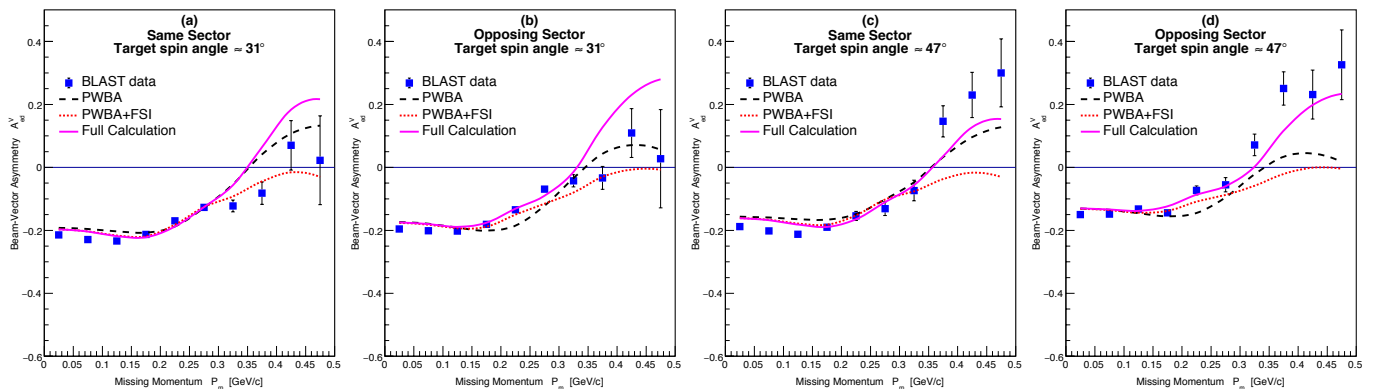 (a)
Same Sector
Target spin angle ≈ 31°
BLAST data
PWBA
PWBA+FSI
Full Calculation
0.4
0.2
0
−0.2
−0.4
−0.6
0 0.05 0.1 0.15 0.2 0.25 0.3 0.35 0.4 0.45 0.5
Beam-Vector Asymmetry A^V_ed
Missing Momentum P_m [GeV/c]
(b)
Opposing Sector
Target spin angle ≈ 31°
BLAST data
PWBA
PWBA+FSI
Full Calculation
0.4
0.2
0
−0.2
−0.4
−0.6
0 0.05 0.1 0.15 0.2 0.25 0.3 0.35 0.4 0.45 0.5
Beam-Vector Asymmetry A^V_ed
Missing Momentum P_m [GeV/c]
(c)
Same Sector
Target spin angle ≈ 47°
BLAST data
PWBA
PWBA+FSI
Full Calculation
0.4
0.2
0
−0.2
−0.4
−0.6
0 0.05 0.1 0.15 0.2 0.25 0.3 0.35 0.4 0.45 0.5
Beam-Vector Asymmetry A^V_ed
Missing Momentum P_m [GeV/c]
(d)
Opposing Sector
Target spin angle ≈ 47°
BLAST data
PWBA
PWBA+FSI
Full Calculation
0.4
0.2
0
−0.2
−0.4
−0.6
0 0.05 0.1 0.15 0.2 0.25 0.3 0.35 0.4 0.45 0.5
Beam-Vector Asymmetry A^V_ed
Missing Momentum P_m [GeV/c]